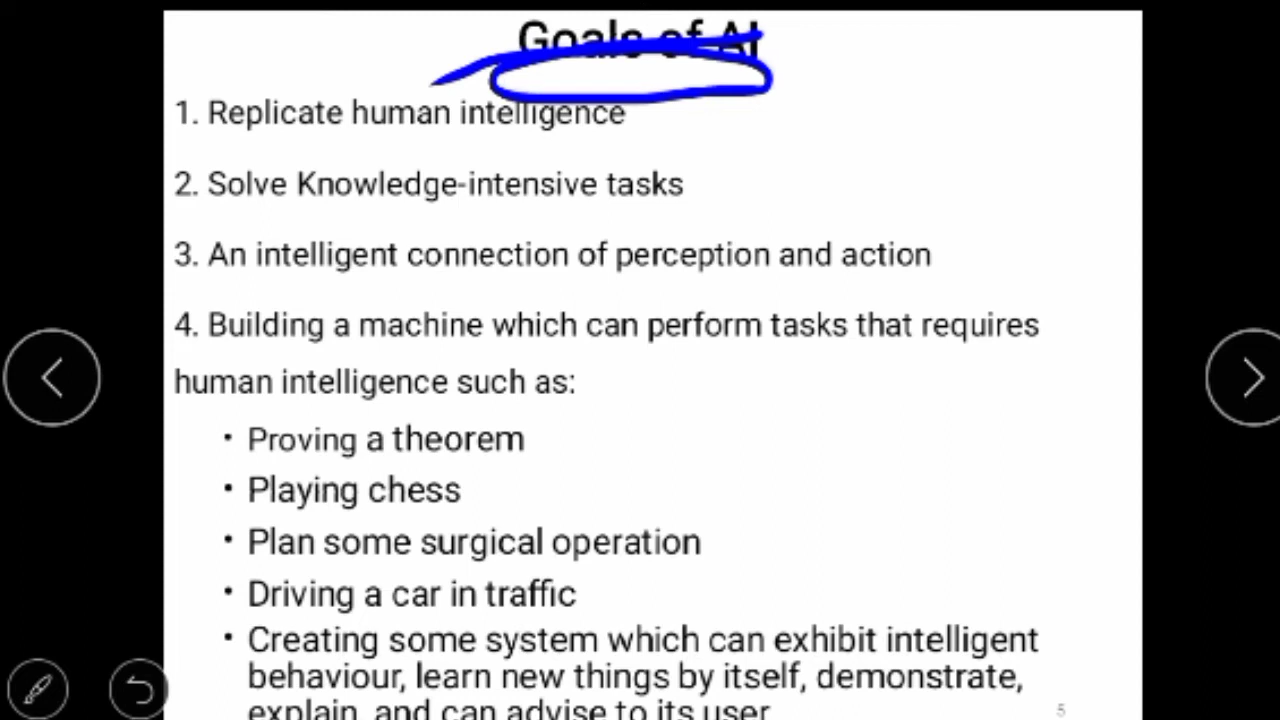 Goals of AI
1. Replicate human intelligence
2. Solve Knowledge-intensive tasks
3. An intelligent connection of perception and action
4. Building a machine which can perform tasks that requires
human intelligence such as:
• Proving a theorem
• Playing chess
• Plan some surgical operation
• Driving a car in traffic
• Creating some system which can exhibit intelligent
behaviour, learn new things by itself, demonstrate,
explain, and can advise to its user
5